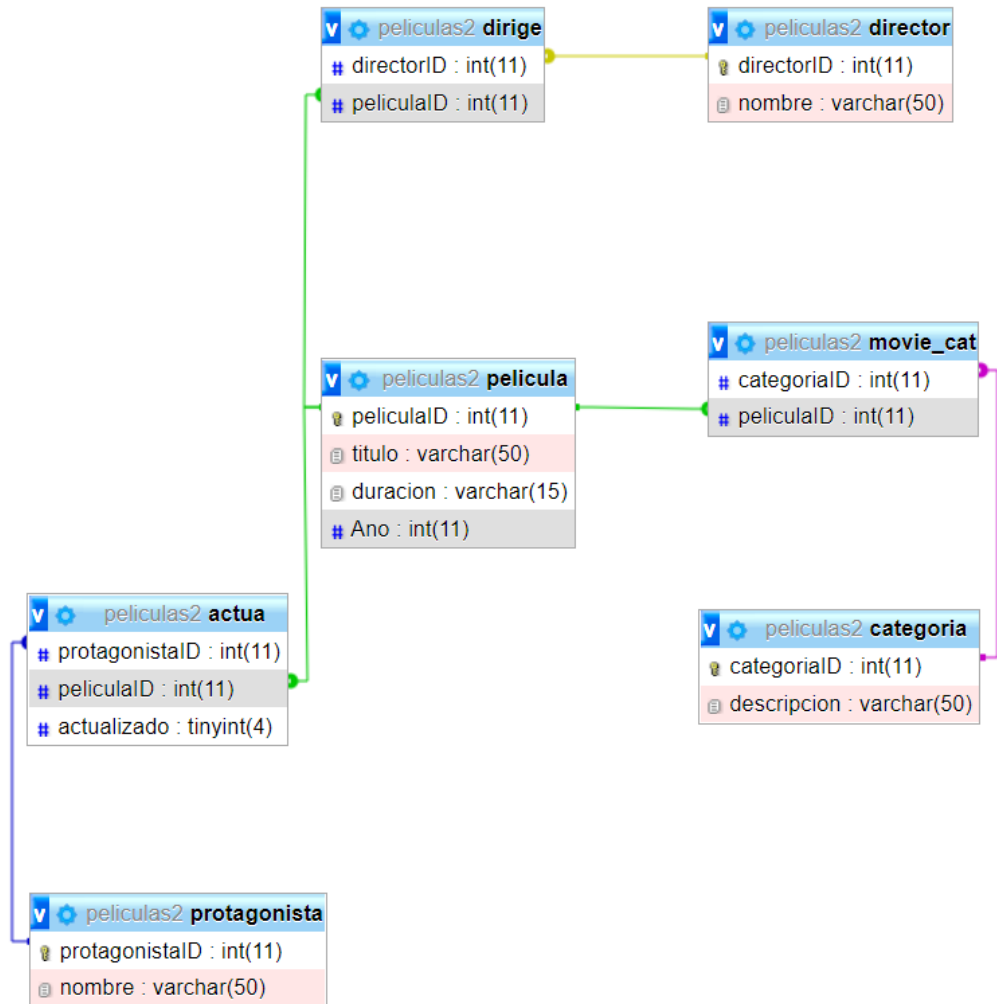 v peliculas2 dirige
# directorID : int(11)
# peliculaID : int(11)
v peliculas2 director
directorID : int(11)
nombre : varchar(50)
v peliculas2 pelicula
peliculaID : int(11)
titulo : varchar(50)
duracion : varchar(15)
# Ano : int(11)
v peliculas2 movie_cat
# categoriaID : int(11)
# peliculaID : int(11)
v peliculas2 actua
# protagonistaID : int(11)
# peliculaID : int(11)
# actualizado : tinyint(4)
v peliculas2 categoria
categoriaID : int(11)
descripcion : varchar(50)
v peliculas2 protagonista
protagonistaID : int(11)
nombre : varchar(50)